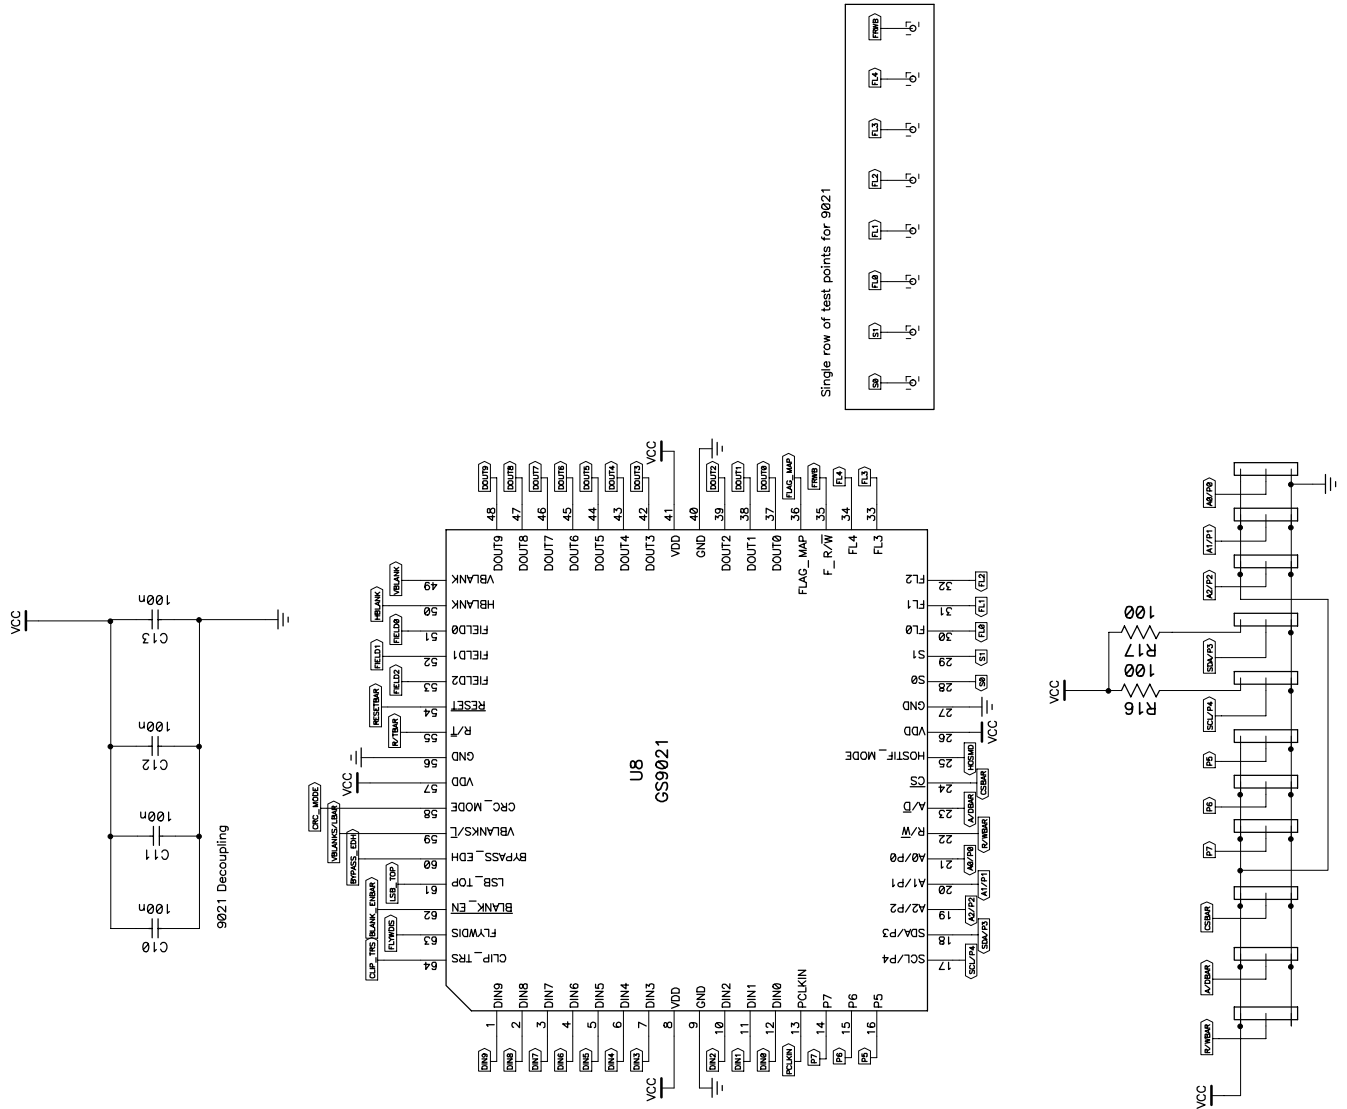 FRWB
FL4
FL3
FL2
FL1
FL0
S1
S0
Single row of test points for 9021
VCC
100n
C13
100n
C12
100n
C11
100n
C10
9021 Decoupling
U8
GS9021
DOUT9
DOUT8
DOUT7
DOUT6
DOUT5
DOUT4
DOUT3
VCC
DOUT2
DOUT1
DOUT0
FLAG_MAP
FRWB
FL4
FL3
48
47
46
45
44
43
42
41
40
39
38
37
36
35
34
33
DOUT9
DOUT8
DOUT7
DOUT6
DOUT5
DOUT4
DOUT3
VDD
GND
DOUT2
DOUT1
DOUT0
FLAG_MAP
F_R/W
FL4
FL3
VBLANK 49 VBLANK
HBLANK 50 HBLANK
FIELD0 51 FIELD0
FIELD1 52 FIELD1
FIELD2 53 FIELD2
RESETBAR 54 RESET
R/TBAR 55 R/T
56 GND
VCC 57 VDD
CRC_MODE 58 CRC_MODE
VBLANKS/LBAR 59 VBLANKS/L
BYPASS_EDH 60 BYPASS_EDH
LSB_TOP 61 LSB_TOP
BLANK_ENBAR 62 BLANK_EN
FLYWDIS 63 FLYWDIS
CLIP_TRS 64 CLIP_TRS
FL2 32 FL2
FL1 31 FL1
FL0 30 FL0
S1 29 S1
S0 28 S0
GND 27
VDD 26 VCC
HOSTIF_MODE 25 HOSMD
CS 24 CSBAR
A/D 23 A/DBAR
R/W 22 R/WBAR
A0/P0 21 A0/P0
A1/P1 20 A1/P1
A2/P2 19 A2/P2
SDA/P3 18 SDA/P3
SCL/P4 17 SCL/P4
DIN9
DIN8
DIN7
DIN6
DIN5
DIN4
DIN3
VDD
GND
DIN2
DIN1
DIN0
PCLKIN
P7
P6
P5
1
2
3
4
5
6
7
8
9
10
11
12
13
14
15
16
DIN9
DIN8
DIN7
DIN6
DIN5
DIN4
DIN3
VCC
DIN2
DIN1
DIN0
PCLKIN
P7
P6
P5
A0/P0
A1/P1
A2/P2
100
R17
SDA/P3
VCC
100
R16
SCL/P4
P5
P6
P7
CSBAR
A/DBAR
R/WBAR
VCC